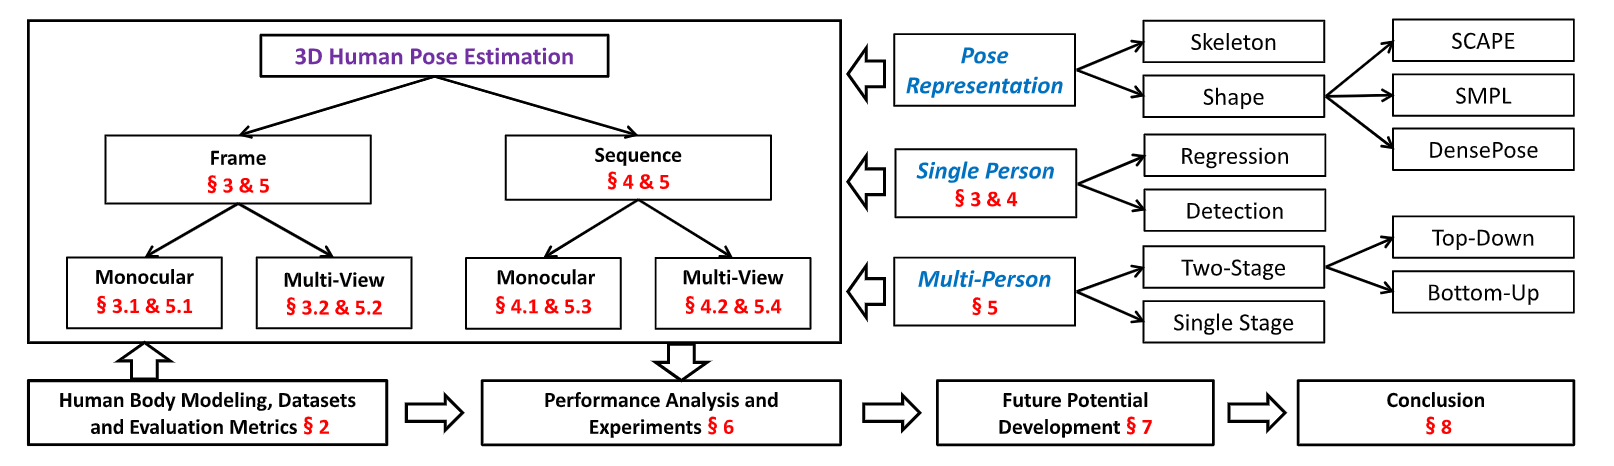 3D Human Pose Estimation
Frame
§ 3 & 5
Sequence
§ 4 & 5
Monocular
§ 3.1 & 5.1
Multi-View
§ 3.2 & 5.2
Monocular
§ 4.1 & 5.3
Multi-View
§ 4.2 & 5.4
Pose
Representation
Skeleton
Shape
SCAPE
SMPL
DensePose
Single Person
§ 3 & 4
Regression
Detection
Multi-Person
§ 5
Two-Stage
Single Stage
Top-Down
Bottom-Up
Human Body Modeling, Datasets
and Evaluation Metrics § 2
Performance Analysis and
Experiments § 6
Future Potential
Development § 7
Conclusion
§ 8